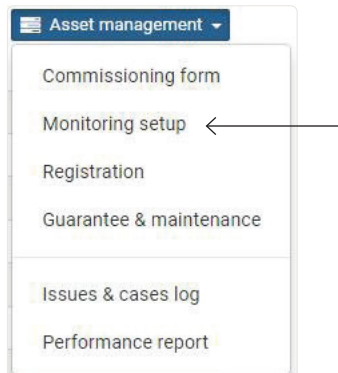 Asset management
Commissioning form
Monitoring setup
Registration
Guarantee & maintenance
Issues & cases log
Performance report